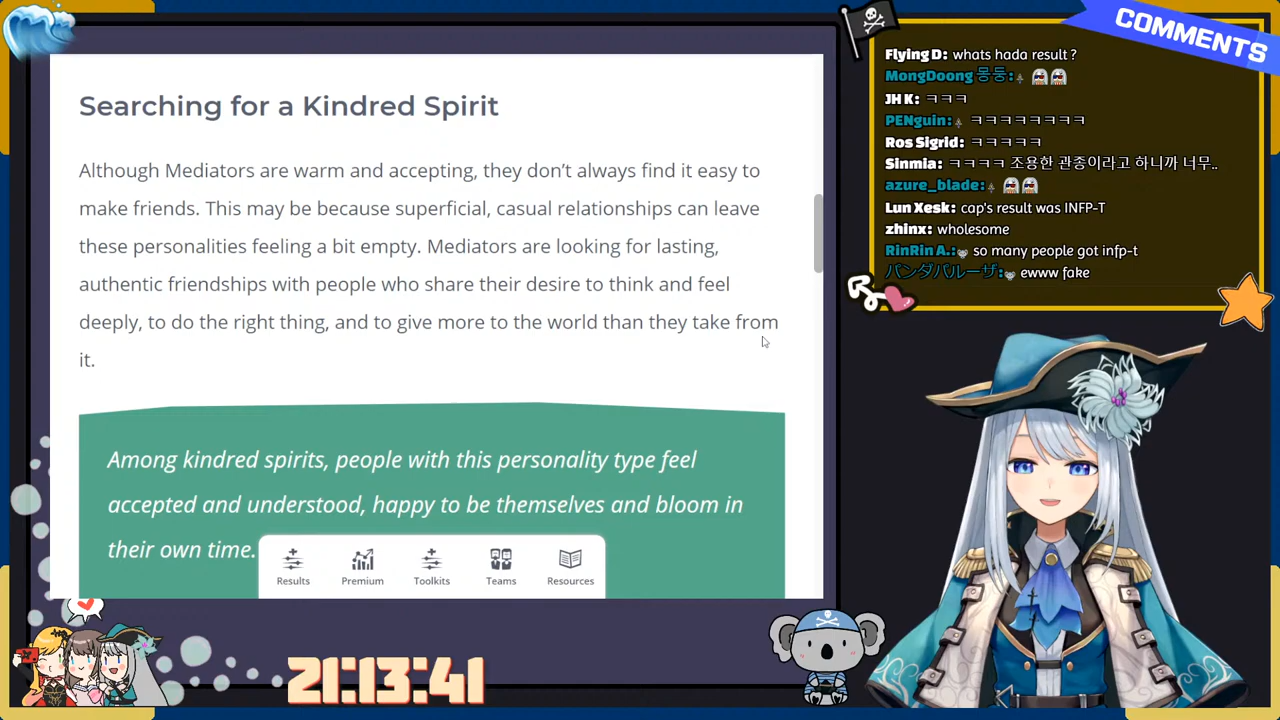 Searching for a Kindred Spirit
Although Mediators are warm and accepting, they don’t always find it easy to
make friends. This may be because superficial, casual relationships can leave
these personalities feeling a bit empty. Mediators are looking for lasting,
authentic friendships with people who share their desire to think and feel
deeply, to do the right thing, and to give more to the world than they take from
it.
Among kindred spirits, people with this personality type feel
accepted and understood, happy to be themselves and bloom in
their own time.
Results
Premium
Toolkits
Teams
Resources
21:13:41
COMMENTS
Flying D: whats hada result ?
MongDoong 몽둥:
JH K: ㅋㅋㅋ
PENguin: ㅋㅋㅋㅋㅋㅋㅋㅋ
Ros Sigrid: ㅋㅋㅋㅋㅋ
Sinmia: ㅋㅋㅋㅋ 조용한 관종이라고 하니까 너무..
azure_blade:
Lun Xesk: cap's result was INFP-T
zhinx: wholesome
RinRin A.: so many people got infp-t
パンダバルーザ: ewww fake